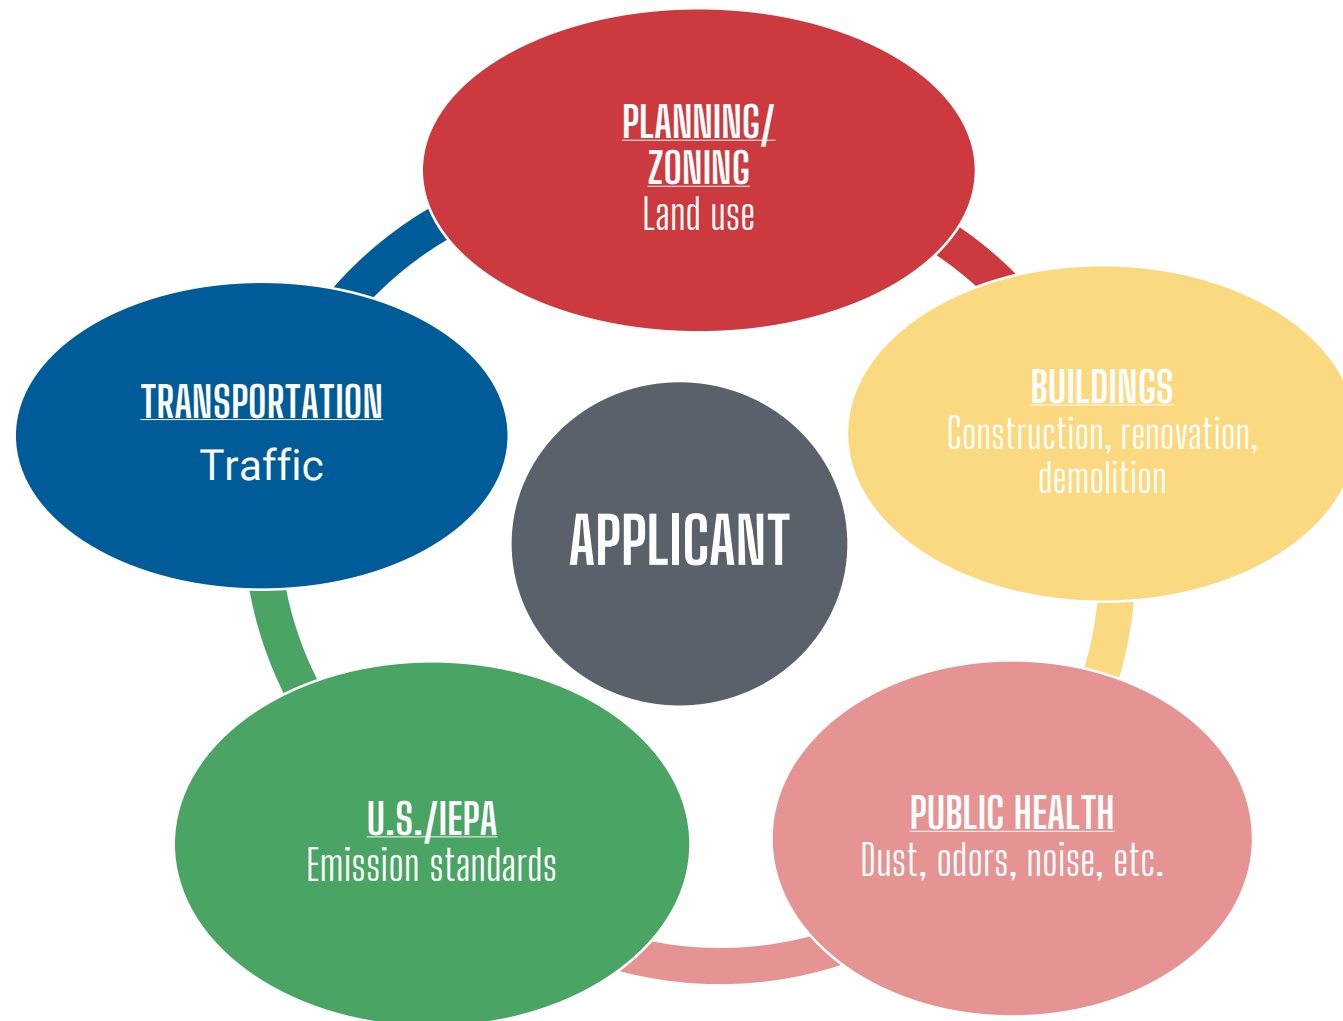 PLANNING/
ZONING
Land use
TRANSPORTATION
Traffic
BUILDINGS
Construction, renovation,
demolition
APPLICANT
U.S./IEPA
Emission standards
PUBLIC HEALTH
Dust, odors, noise, etc.